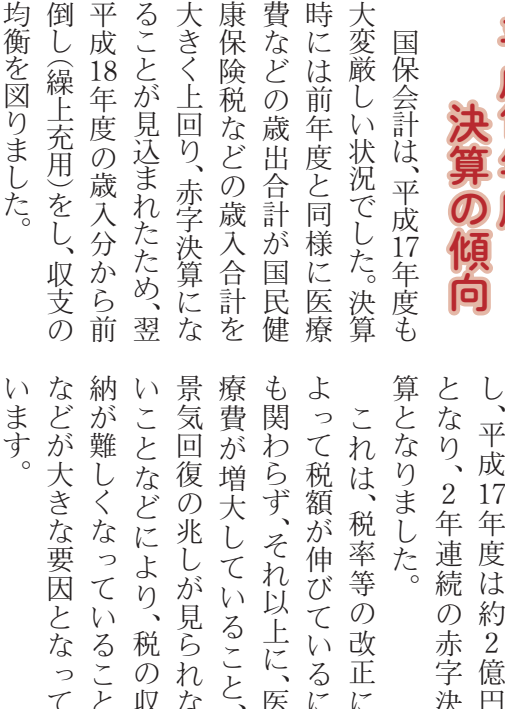 決算の傾向
国保会計は、平成17年度も
大変厳しい状況でした。決算
時には前年度と同様に医療
費などの歳出合計が国民健
康保険税などの歳入合計を
大きく上回り、赤字決算にな
ることが見込まれたため、翌
平成18年度の歳入分から前
倒し(繰上充用)をし、収支の
均衡を図りました。
し、平成17年度は約2億円
となり、2年連続の赤字決
算となりました。
これは、税率等の改正に
よって税額が伸びているに
も関わらず、それ以上に、医
療費が増大していること、
景気回復の兆しが見られな
いことなどにより、税の収
納が難しくなっていること
などが大きな要因となって
います。